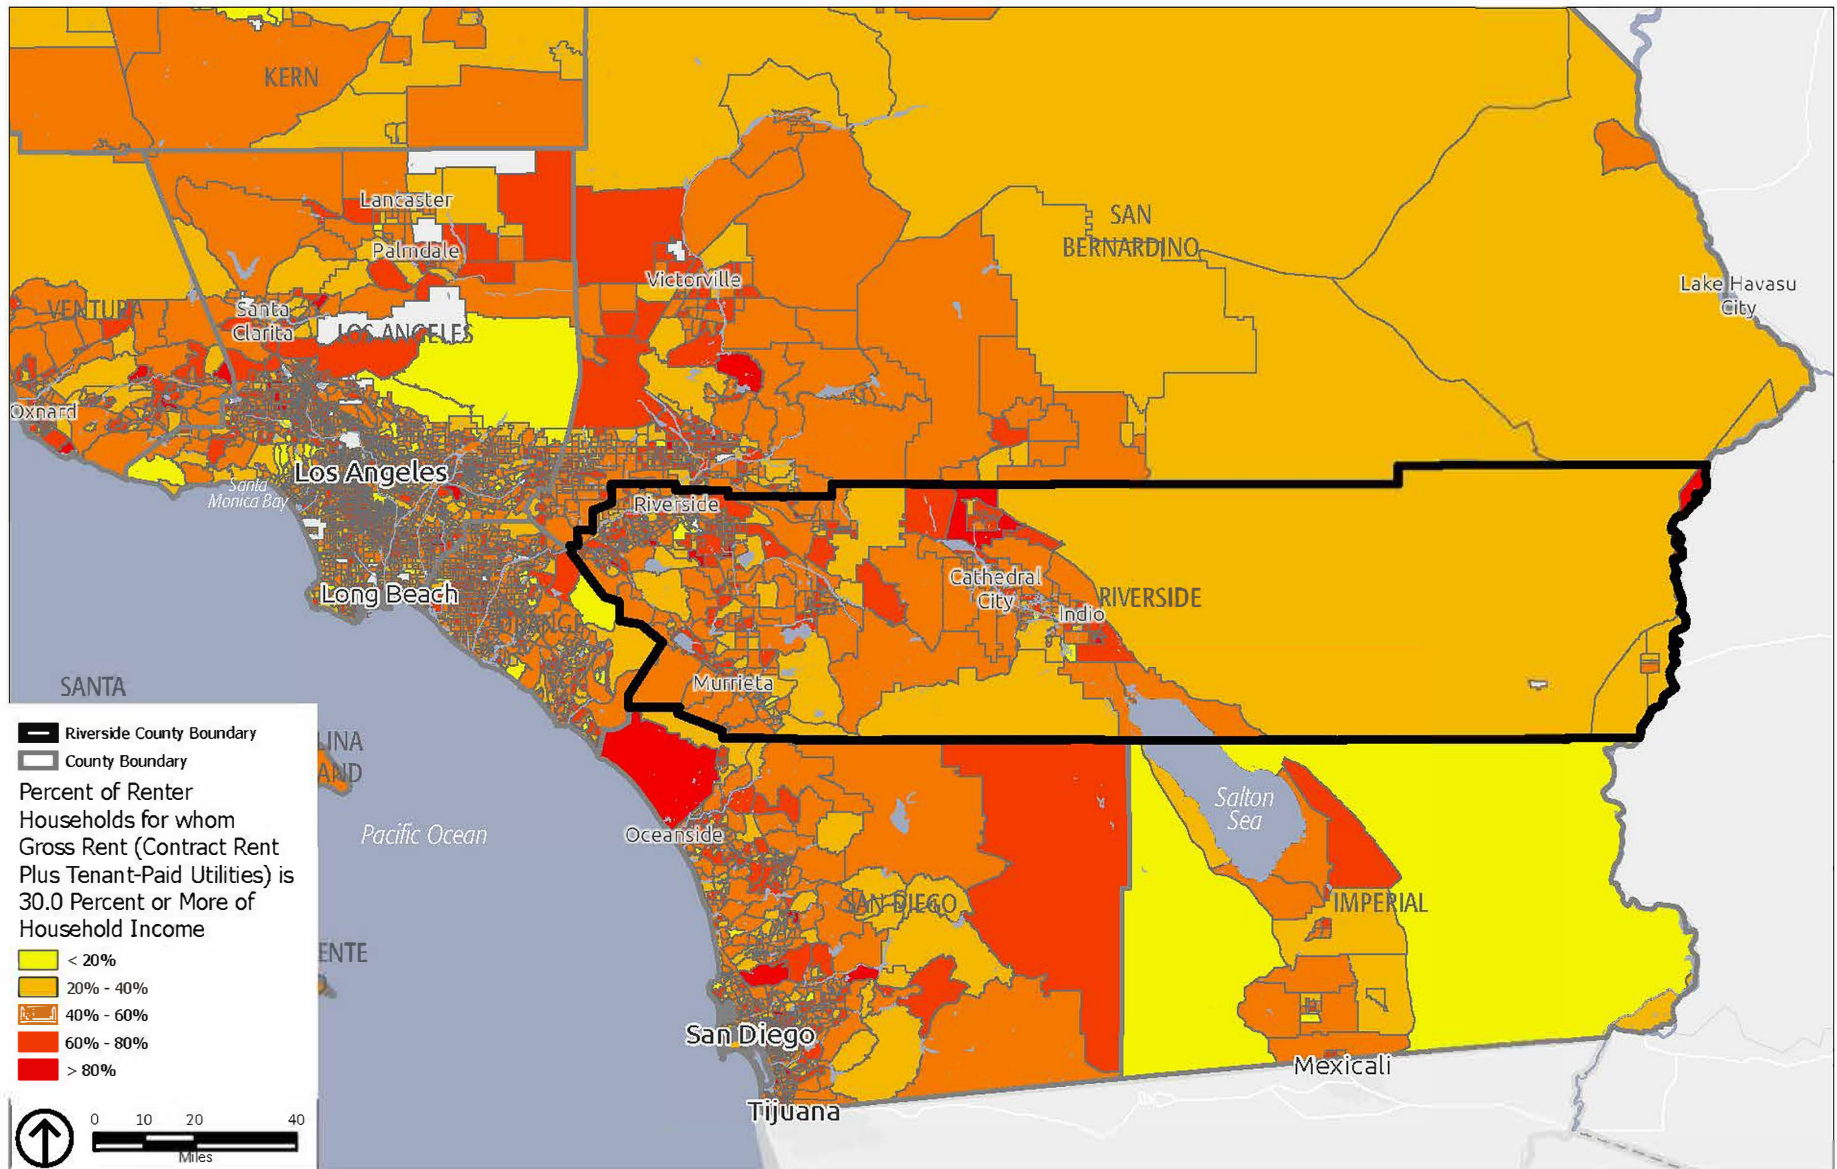 KERN
Lancaster
Palmdale
SAN
BERNARDINO
Victorville
Lake Havasu
City
VENTURA
Santa
Clarita
LOS ANGELES
Oxnard
Los Angeles
Santa
Monica Bay
Riverside
Long Beach
Cathedral
City
RIVERSIDE
Indio
ORANGE
SANTA
Murrieta
LINA
AND
Pacific Ocean
Oceanside
Salton
Sea
SAN DIEGO
IMPERIAL
ENTE
San Diego
Mexicali
Tijuana
Riverside County Boundary
County Boundary
Percent of Renter
Households for whom
Gross Rent (Contract Rent
Plus Tenant-Paid Utilities) is
30.0 Percent or More of
Household Income
< 20%
20% - 40%
40% - 60%
60% - 80%
> 80%
0 10 20 40
Miles